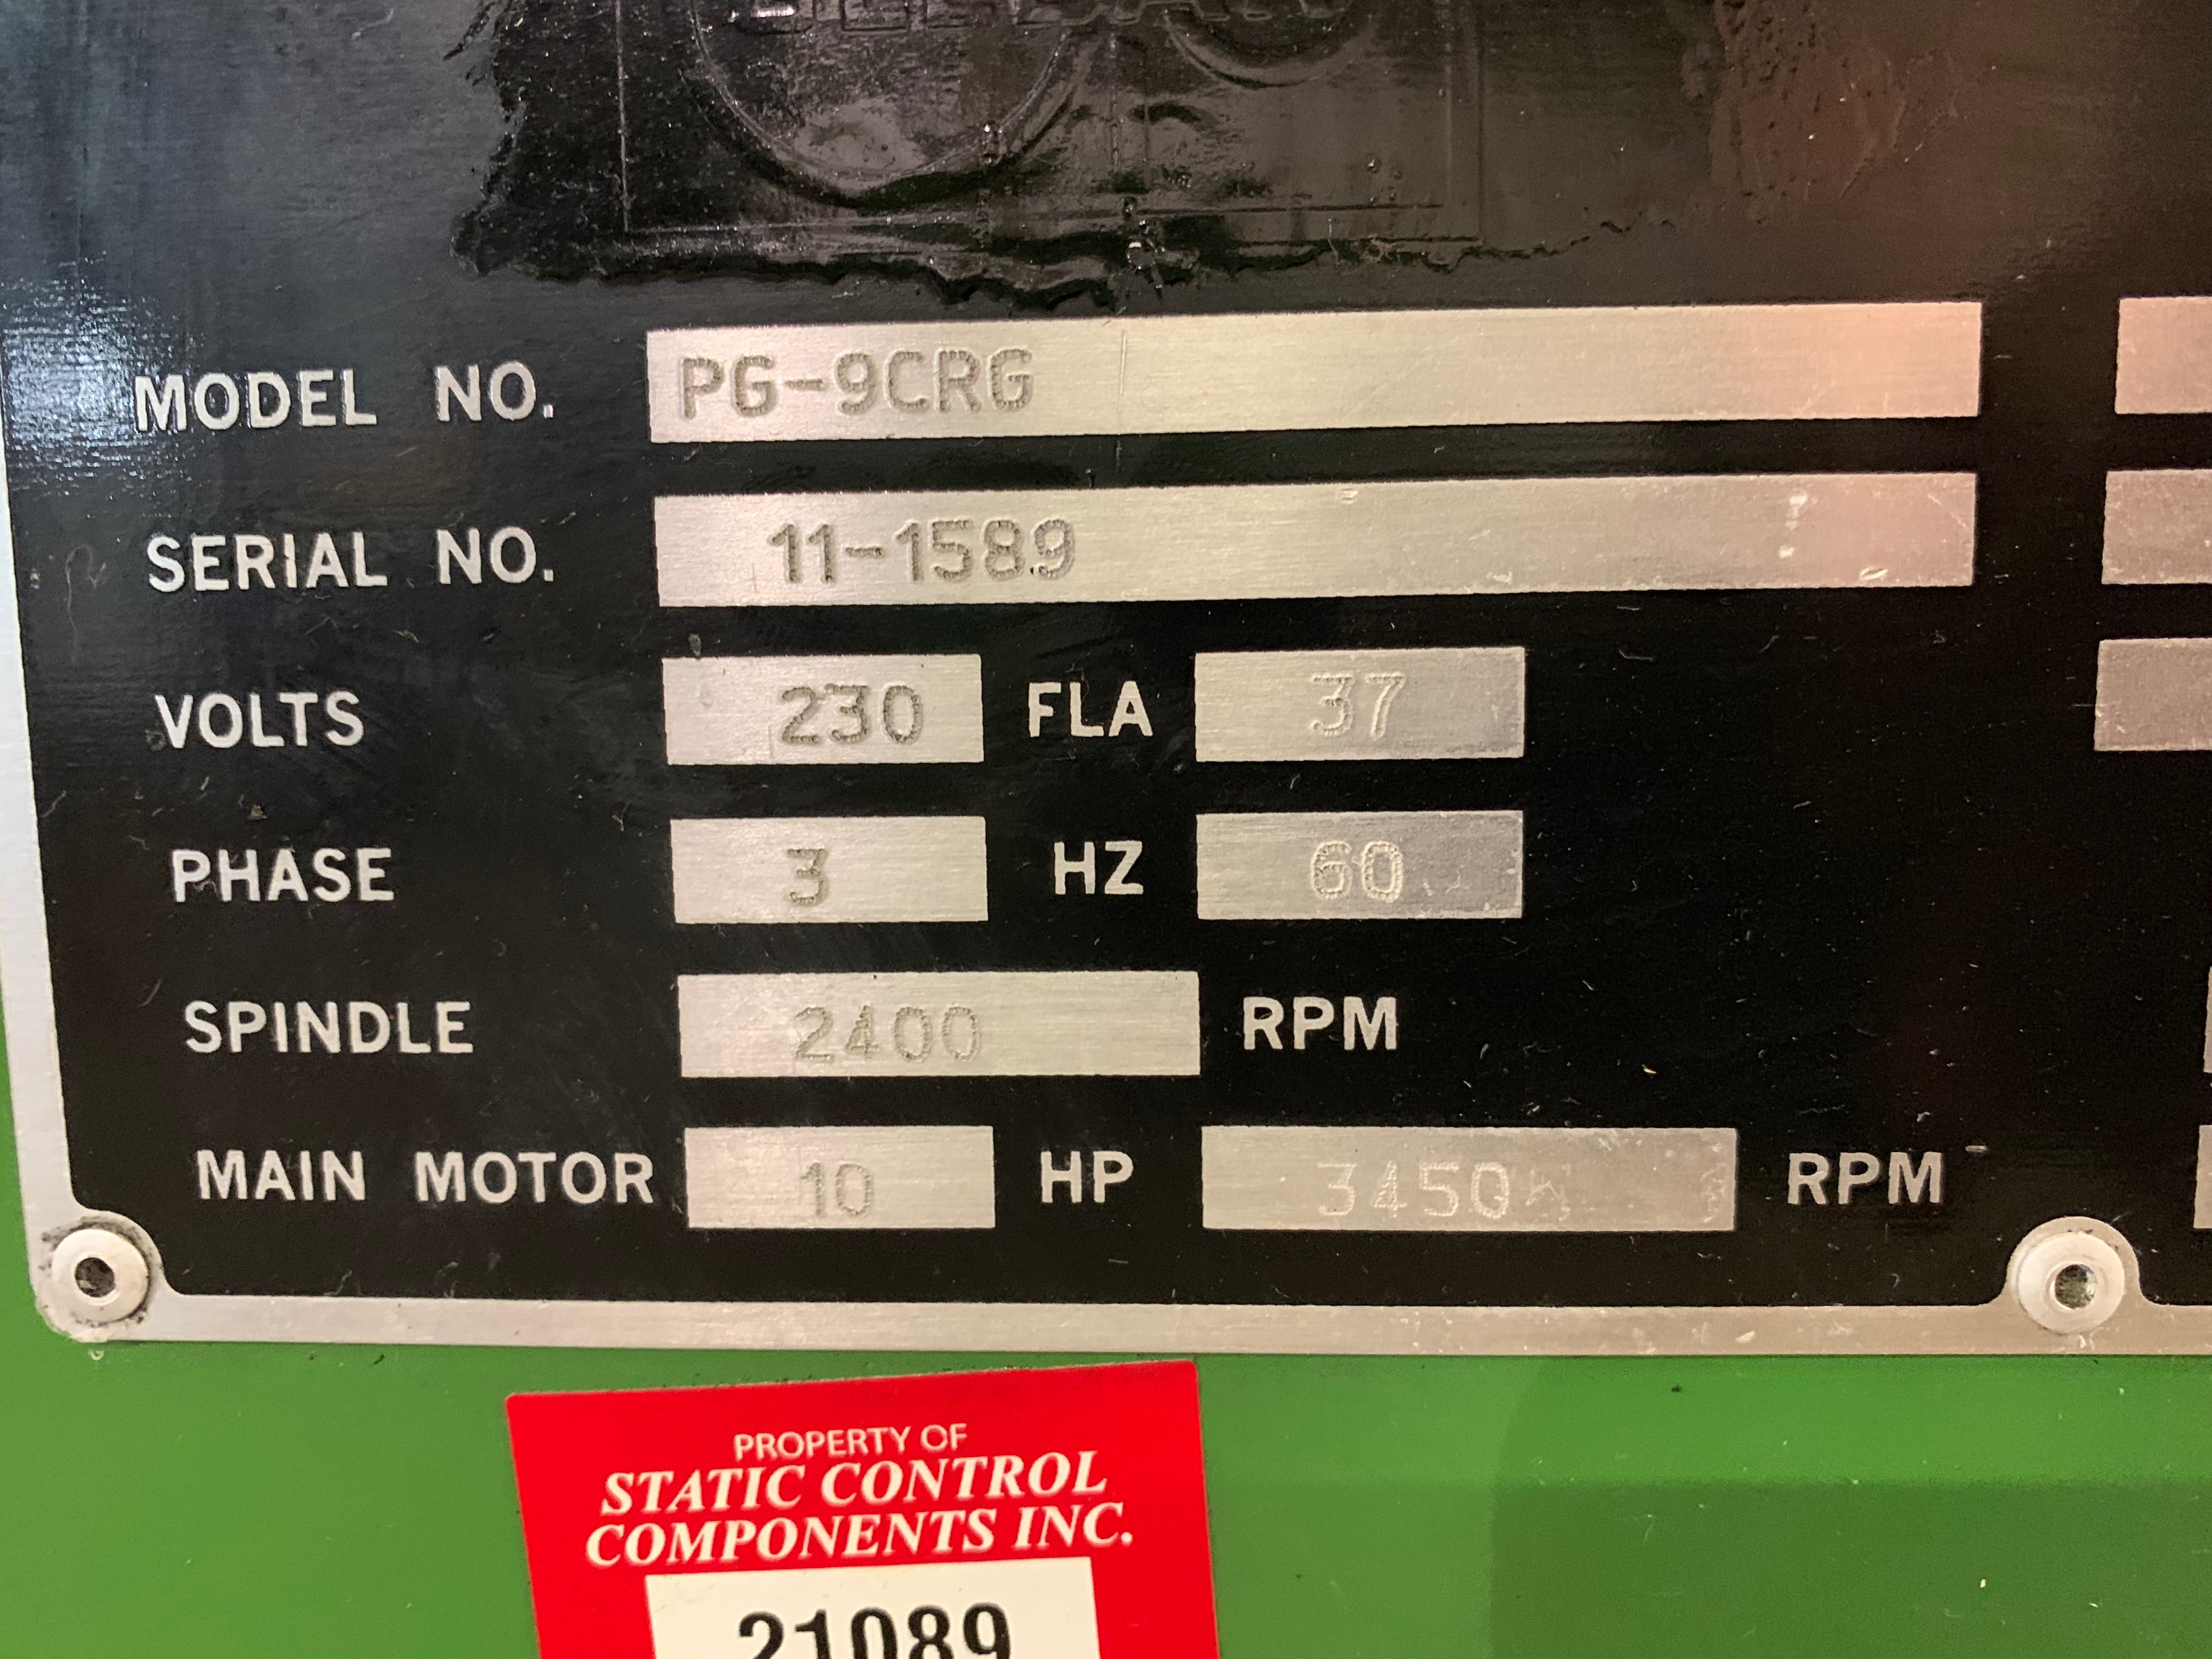 MODEL NO. PG-9CRG
SERIAL NO. 11-1589
VOLTS 230 FLA 37
PHASE 3 HZ 60
SPINDLE 2400 RPM
MAIN MOTOR 10 HP 3450 RPM
PROPERTY OF
STATIC CONTROL
COMPONENTS INC.
21089